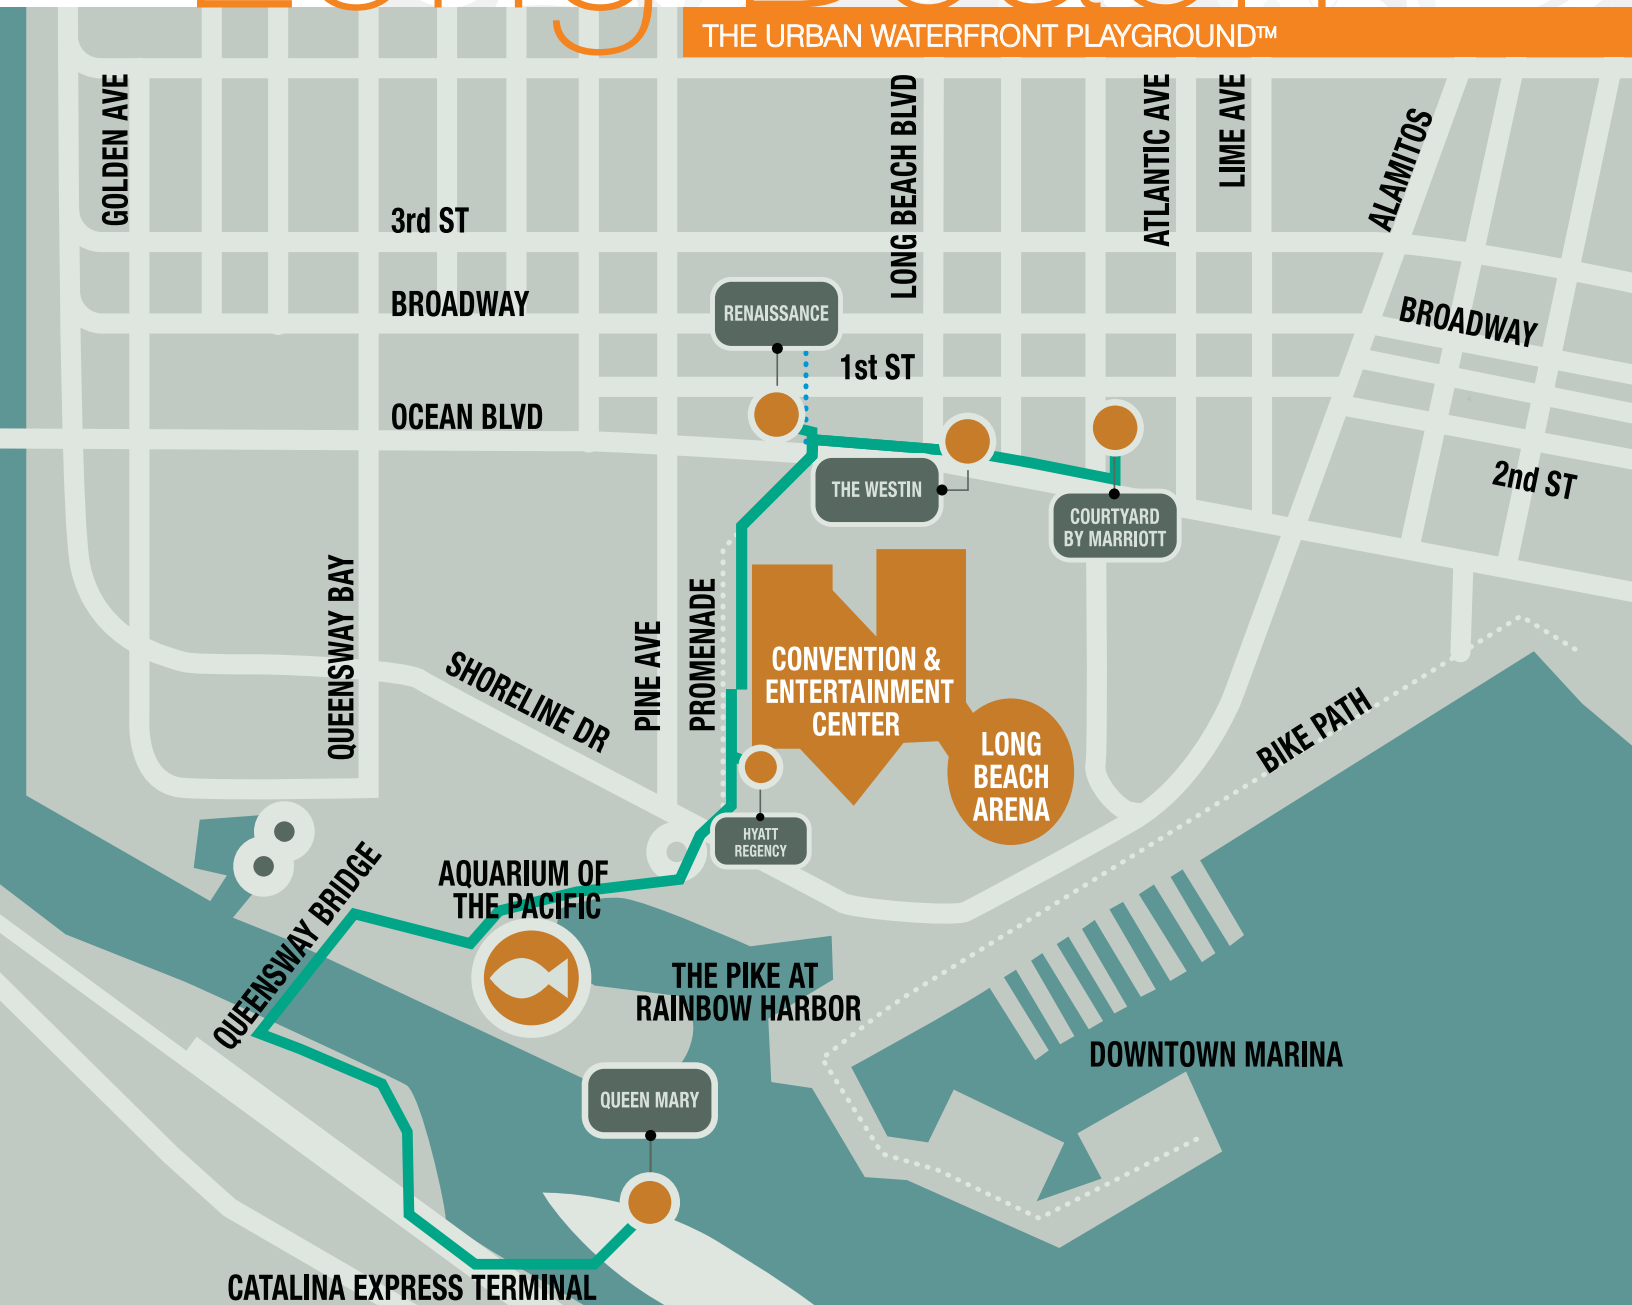 THE URBAN WATERFRONT PLAYGROUND™
GOLDEN AVE
LONG BEACH BLVD
ATLANTIC AVE
LIME AVE
ALAMITOS
3rd ST
BROADWAY
RENAISSANCE
BROADWAY
1st ST
OCEAN BLVD
THE WESTIN
2nd ST
COURTYARD
BY MARRIOTT
QUEENSWAY BAY
SHORELINE DR
PINE AVE
PROMENADE
CONVENTION &
ENTERTAINMENT
CENTER
LONG
BEACH
ARENA
BIKE PATH
HYATT
REGENCY
QUEENSWAY BRIDGE
AQUARIUM OF
THE PACIFIC
THE PIKE AT
RAINBOW HARBOR
DOWNTOWN MARINA
QUEEN MARY
CATALINA EXPRESS TERMINAL